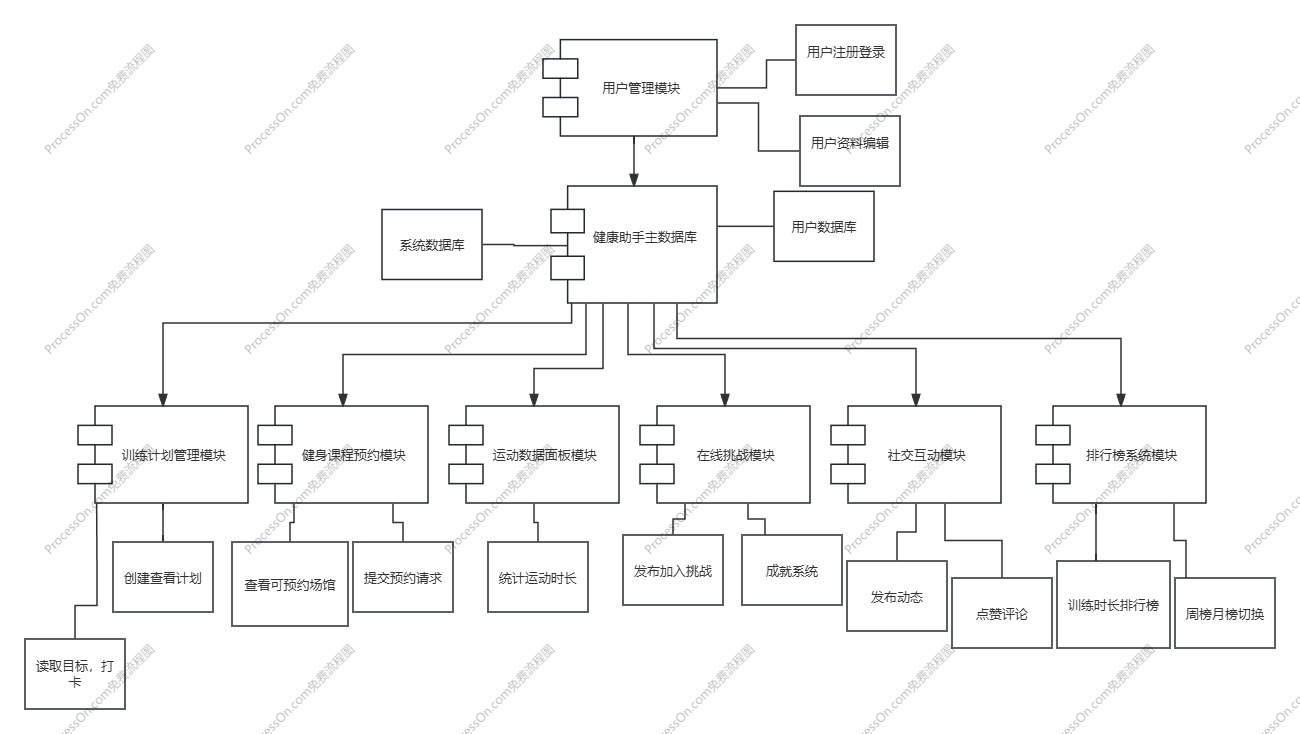 用户注册登录
用户管理模块
用户资料编辑
用户数据库
健康助手主数据库
系统数据库
训练计划管理模块
健身课程预约模块
运动数据面板模块
在线挑战模块
社交互动模块
排行榜系统模块
创建查看计划
查看可预约场馆
提交预约请求
统计运动时长
发布加入挑战
成就系统
发布动态
点赞评论
训练时长排行榜
周榜月榜切换
读取目标，打
卡
ProcessOn.com免费流程图